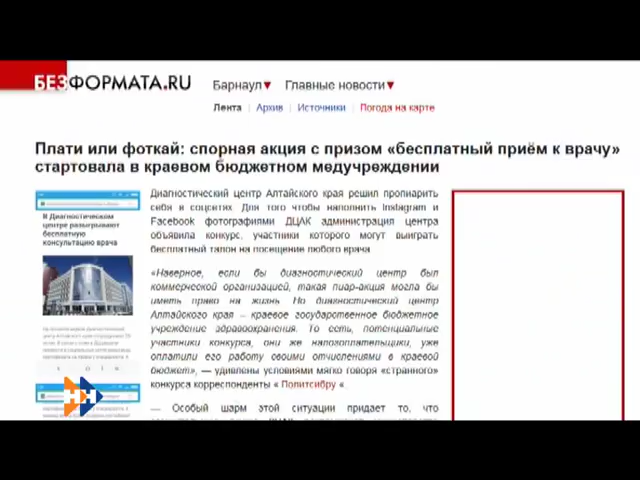 БЕЗФОРМАТА.RU
Барнаул Главные новости
Лента Архив Источники Погода на карте
Плати или фоткай: спорная акция с призом «бесплатный приём к врачу»
стартовала в краевом бюджетном медучреждении
В Диагностическом
центре разыгрывают
бесплатную
консультацию врача
Диагностический центр Алтайского края решил пропиарить
себя в соцсетях. Для того чтобы наполнить Instagram и
Facebook фотографиями ДЦАК администрация центра
объявила конкурс, участники которого могут выиграть
бесплатный талон на посещение любого врача
«Наверное, если бы диагностический центр был
коммерческой организацией, такая пиар-акция могла бы
иметь право на жизнь. Но диагностический центр
Алтайского края – краевое государственное бюджетное
учреждение здравоохранения. То есть, потенциальные
участники конкурса, они же налогоплательщики, уже
оплатили его работу своими отчислениями в краевой
бюджет», — удивлены условиями мягко говоря «странного»
конкурса корреспонденты « Политсибру «.
— Особый шарм этой ситуации придает то, что
НН